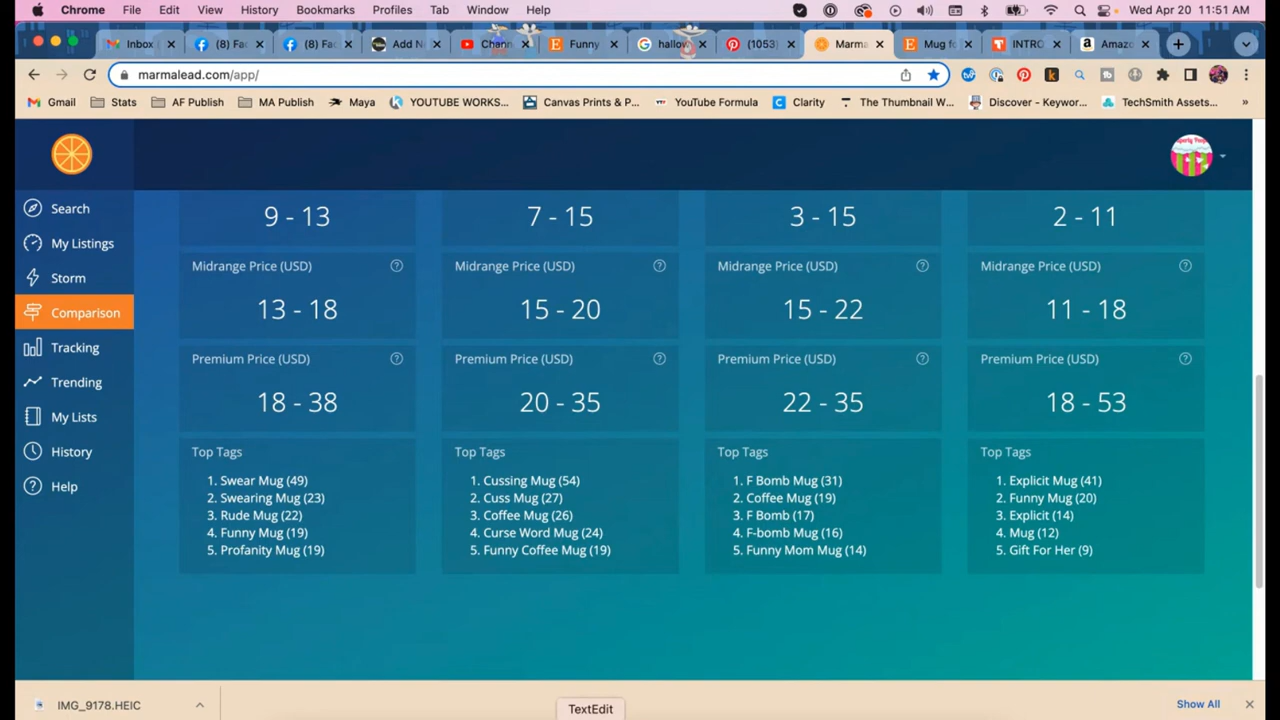 Chrome File Edit View History Bookmarks Profiles Tab Window Help Wed Apr 20 11:51 AM
Inbox (8) Fac (8) Fac Add N Chann Funny hallow (1053) Marma Mug fo INTRO Amazo
marmalead.com/app/
Gmail Stats AF Publish MA Publish Maya YOUTUBE WORKS... Canvas Prints & P... YouTube Formula Clarity The Thumbnail W... Discover - Keywor... TechSmith Assets... »
Search
My Listings
Storm
Comparison
Tracking
Trending
My Lists
History
Help
9 - 13 7 - 15 3 - 15 2 - 11
Midrange Price (USD) Midrange Price (USD) Midrange Price (USD) Midrange Price (USD)
13 - 18 15 - 20 15 - 22 11 - 18
Premium Price (USD) Premium Price (USD) Premium Price (USD) Premium Price (USD)
18 - 38 20 - 35 22 - 35 18 - 53
Top Tags
1. Swear Mug (49)
2. Swearing Mug (23)
3. Rude Mug (22)
4. Funny Mug (19)
5. Profanity Mug (19)
Top Tags
1. Cussing Mug (54)
2. Cuss Mug (27)
3. Coffee Mug (26)
4. Curse Word Mug (24)
5. Funny Coffee Mug (19)
Top Tags
1. F Bomb Mug (31)
2. Coffee Mug (19)
3. F Bomb (17)
4. F-bomb Mug (16)
5. Funny Mom Mug (14)
Top Tags
1. Explicit Mug (41)
2. Funny Mug (20)
3. Explicit (14)
4. Mug (12)
5. Gift For Her (9)
IMG_9178.HEIC
TextEdit
Show All